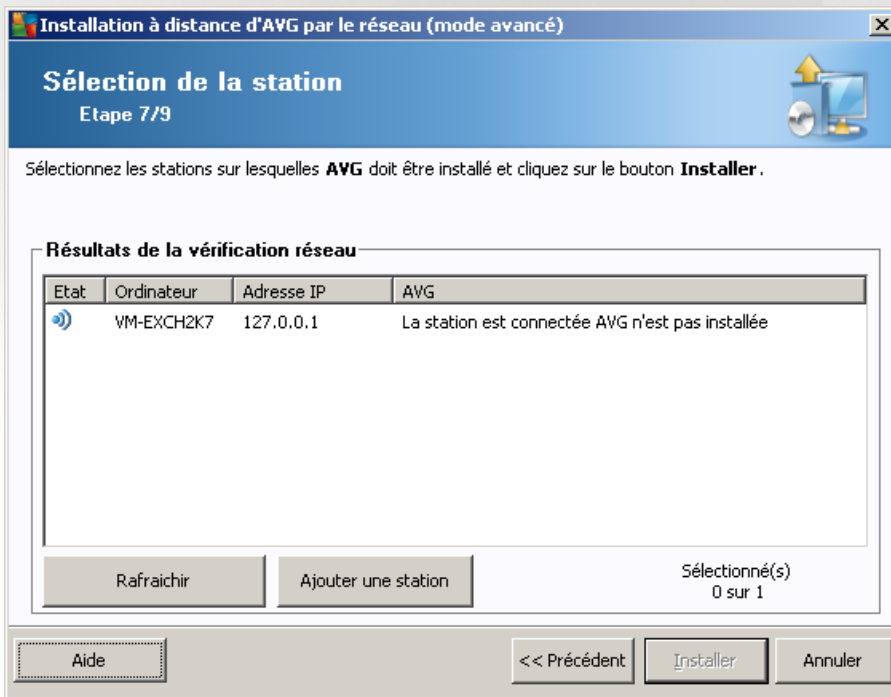 Installation à distance d'AVG par le réseau (mode avancé)
Sélection de la station
Etape 7/9
Sélectionnez les stations sur lesquelles AVG doit être installé et cliquez sur le bouton Installer.
Résultats de la vérification réseau
Etat Ordinateur Adresse IP AVG
VM-EXCH2K7 127.0.0.1 La station est connectée AVG n'est pas installée
Rafraichir Ajouter une station Sélectionné(s)
0 sur 1
Aide << Précédent Installer Annuler